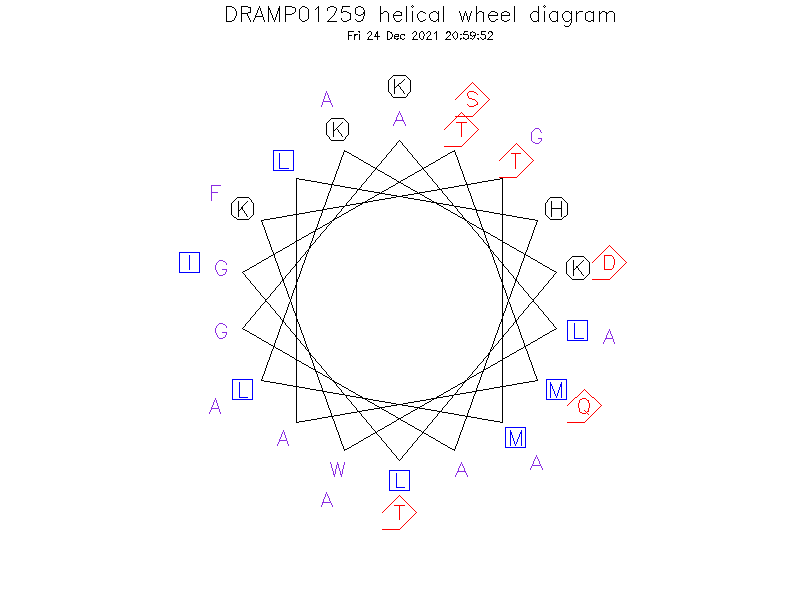 DRAMP01259 helical wheel diagram
Fri 24 Dec 2021 20:59:52
K
A S
K A T
G
L T
F K H
I G K D
G L A
L M
A Q
A M
W A A
L
A
T